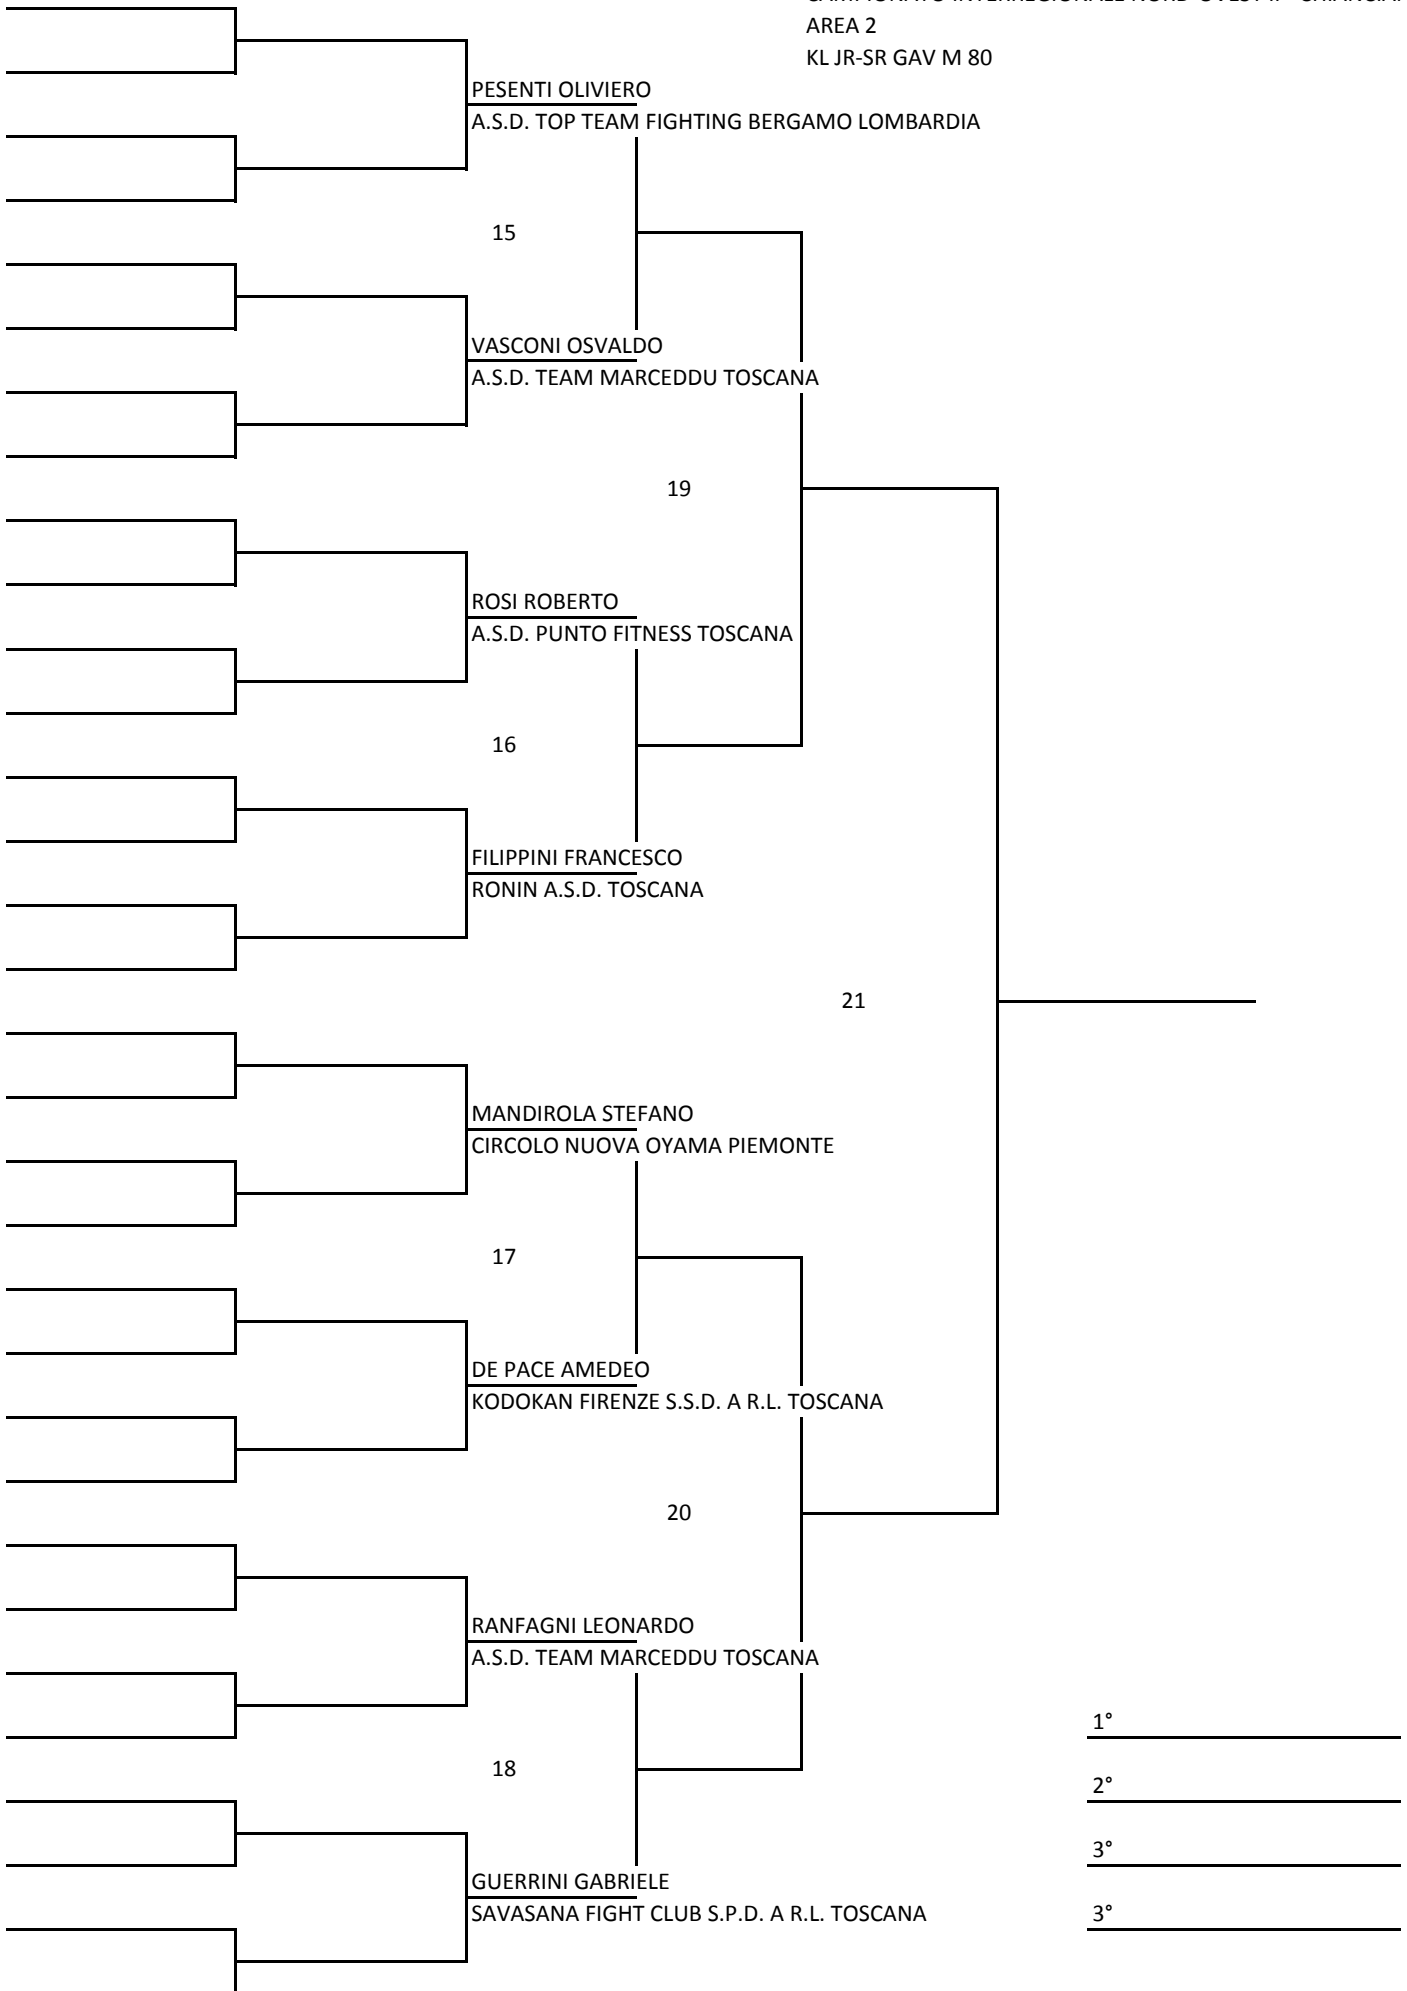 AREA 2
KL JR-SR GAV M 80
PESENTI OLIVIERO
A.S.D. TOP TEAM FIGHTING BERGAMO LOMBARDIA
15
VASCONI OSVALDO
A.S.D. TEAM MARCEDDU TOSCANA
19
ROSI ROBERTO
A.S.D. PUNTO FITNESS TOSCANA
16
FILIPPINI FRANCESCO
RONIN A.S.D. TOSCANA
21
MANDIROLA STEFANO
CIRCOLO NUOVA OYAMA PIEMONTE
17
DE PACE AMEDEO
KODOKAN FIRENZE S.S.D. A R.L. TOSCANA
20
RANFAGNI LEONARDO
A.S.D. TEAM MARCEDDU TOSCANA
1°
18
2°
3°
GUERRINI GABRIELE
SAVASANA FIGHT CLUB S.P.D. A R.L. TOSCANA
3°